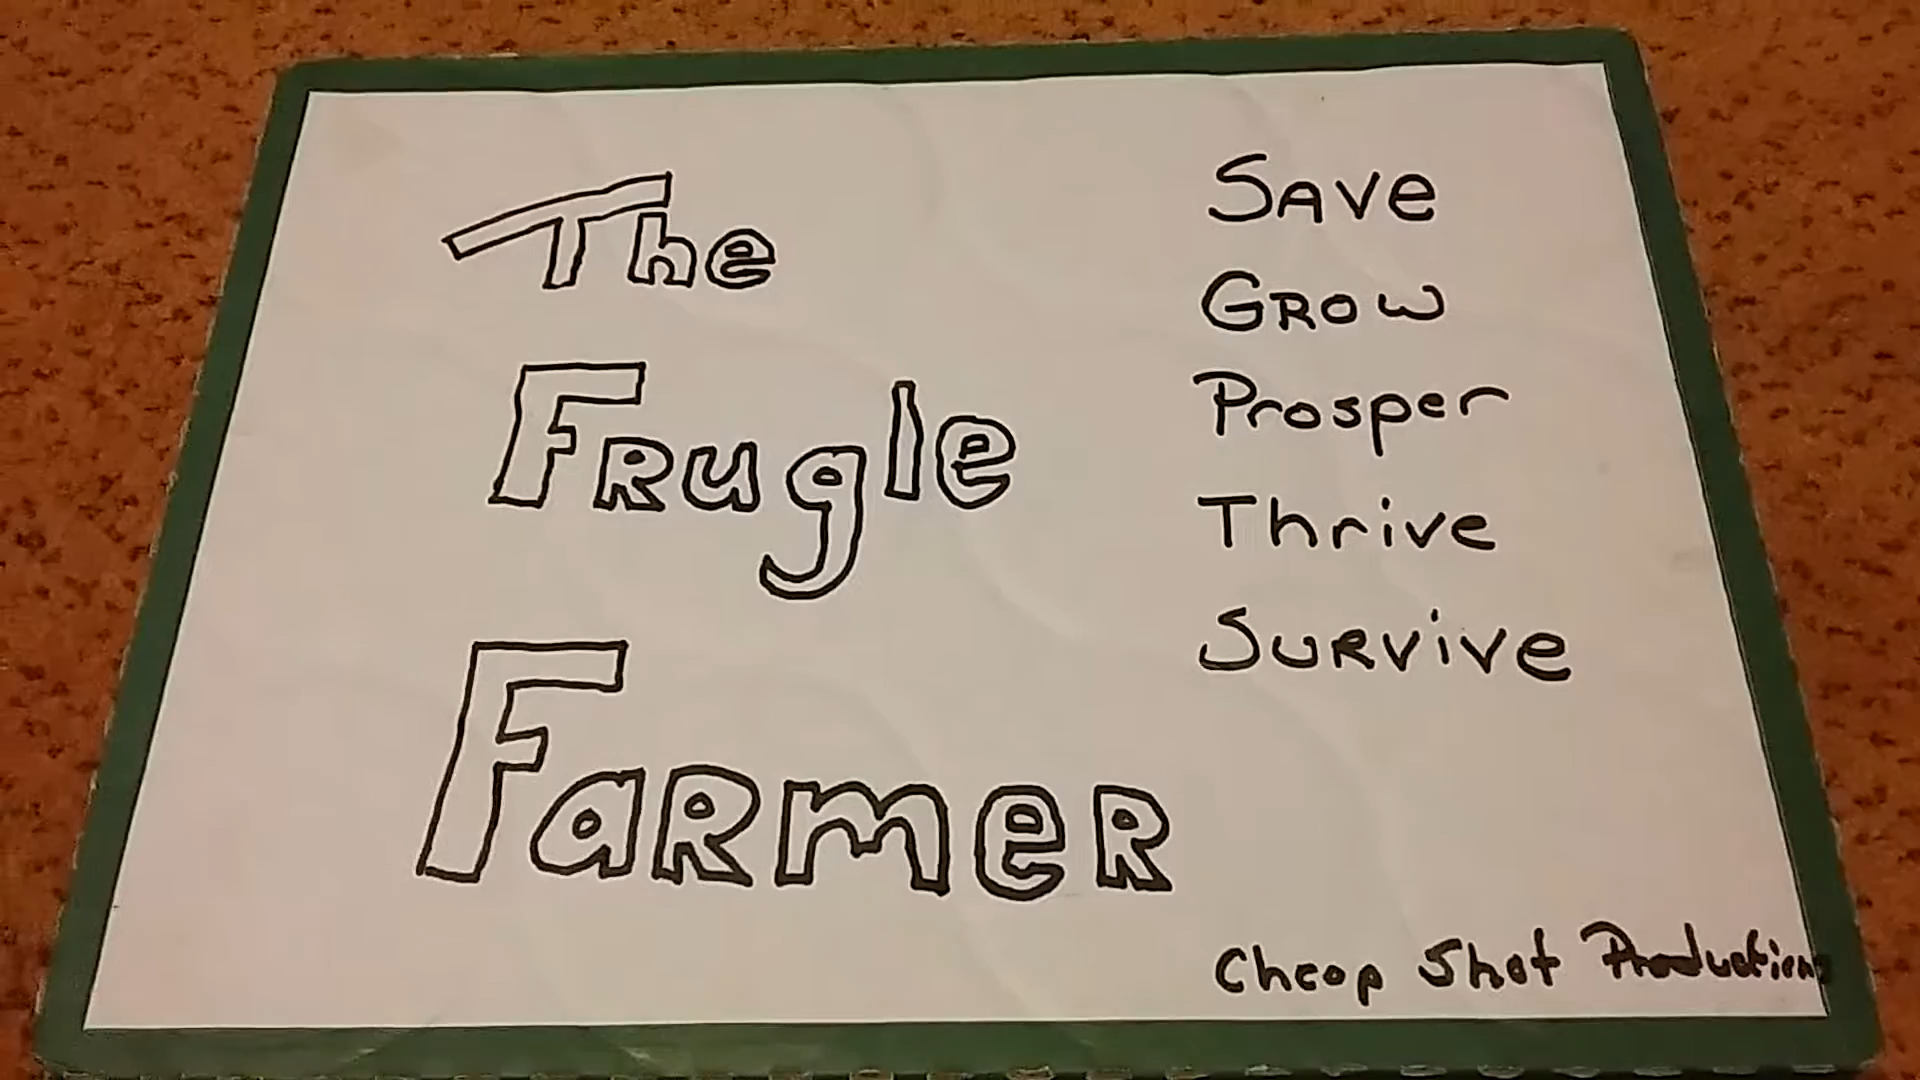 The
Frugle
Farmer
Save
Grow
Prosper
Thrive
Survive
Cheap Shot Productions